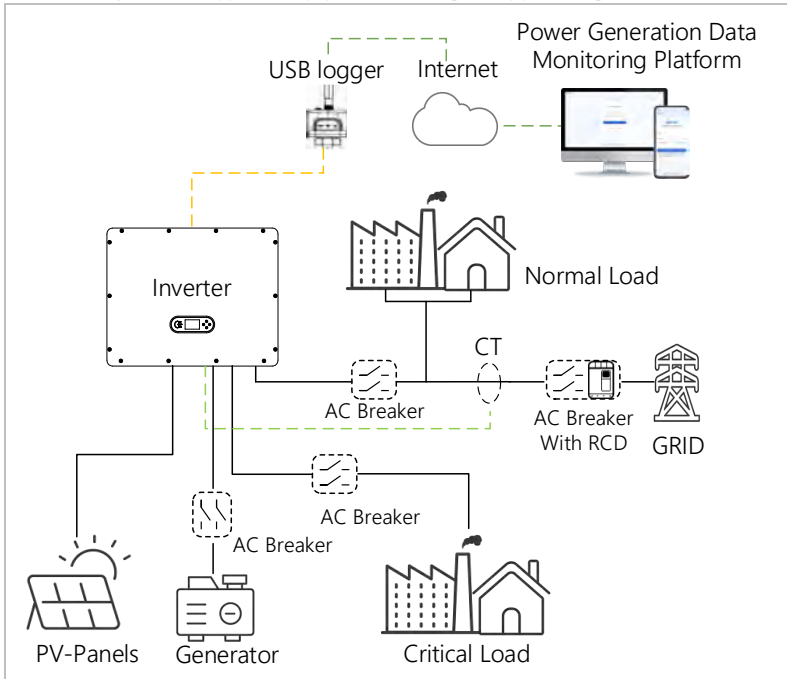 Power Generation Data
Monitoring Platform
USB logger
Internet
Inverter
Normal Load
CT
AC Breaker
AC Breaker
With RCD
GRID
AC Breaker
AC Breaker
PV-Panels
Generator
Critical Load